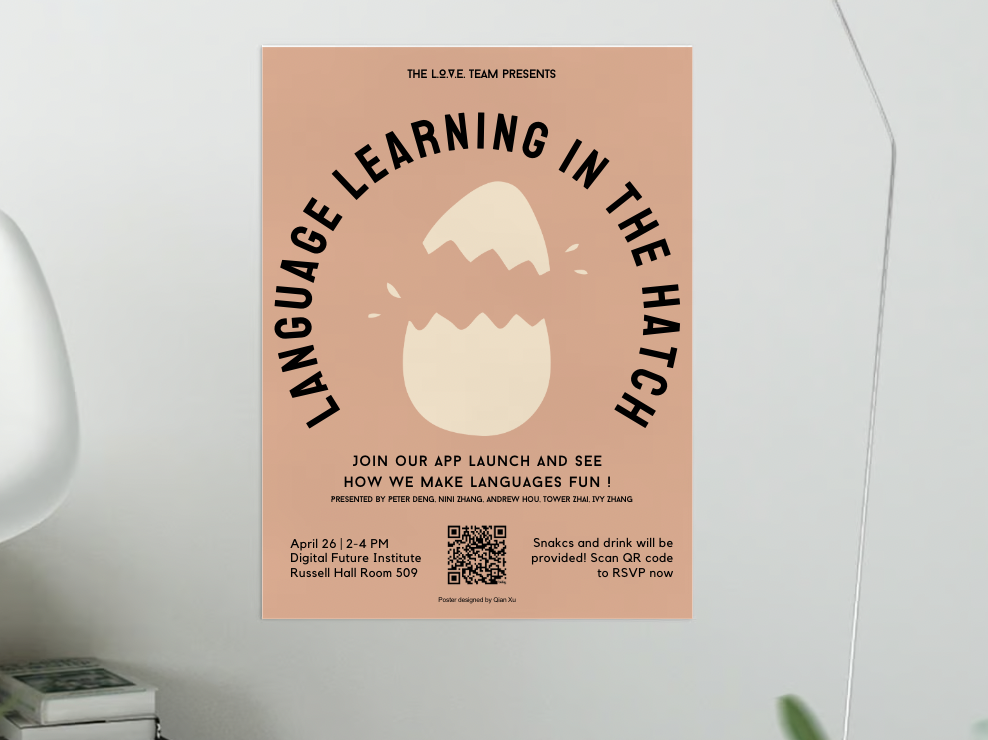 THE L.O.V.E. TEAM PRESENTS
LANGUAGE LEARNING IN THE HATCH
JOIN OUR APP LAUNCH AND SEE
HOW WE MAKE LANGUAGES FUN !
PRESENTED BY PETER DENG, NINI ZHANG, ANDREW HOU, TOWER ZHAI, IVY ZHANG
April 26 | 2-4 PM
Digital Future Institute
Russell Hall Room 509
Snakcs and drink will be
provided! Scan QR code
to RSVP now
Poster designed by Qian Xu